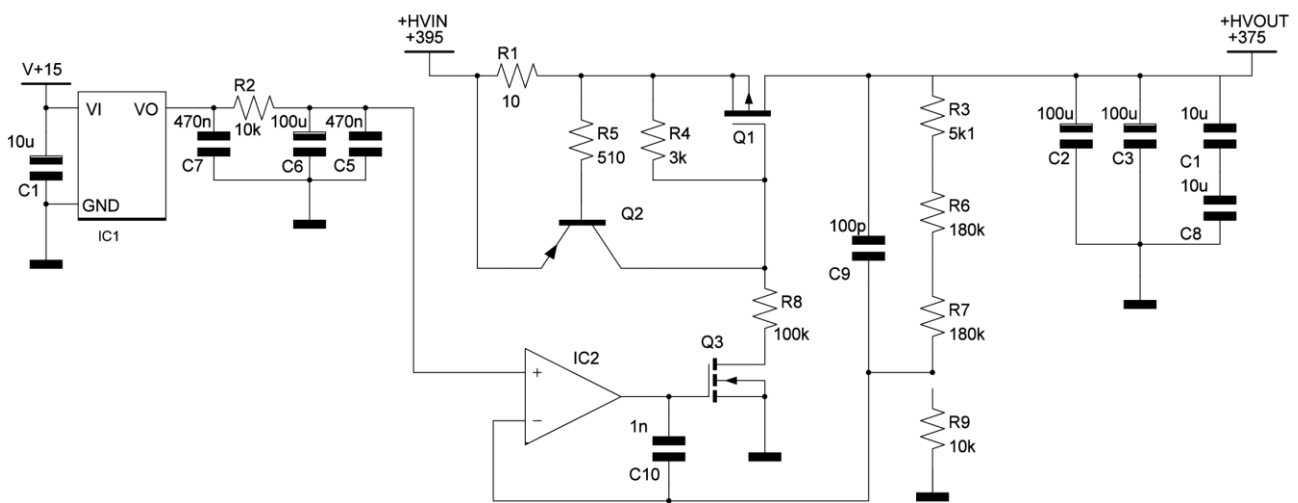 +HVIN
+395
+HVOUT
+375
V+15
R1
10
R2
10k
VI
VO
GND
IC1
10u
C1
470n
C7
100u
C6
470n
C5
R5
510
R4
3k
Q1
Q2
R3
5k1
R6
180k
R7
180k
100p
C9
100u
C2
100u
C3
10u
C1
10u
C8
R8
100k
Q3
IC2
+
−
1n
C10
R9
10k